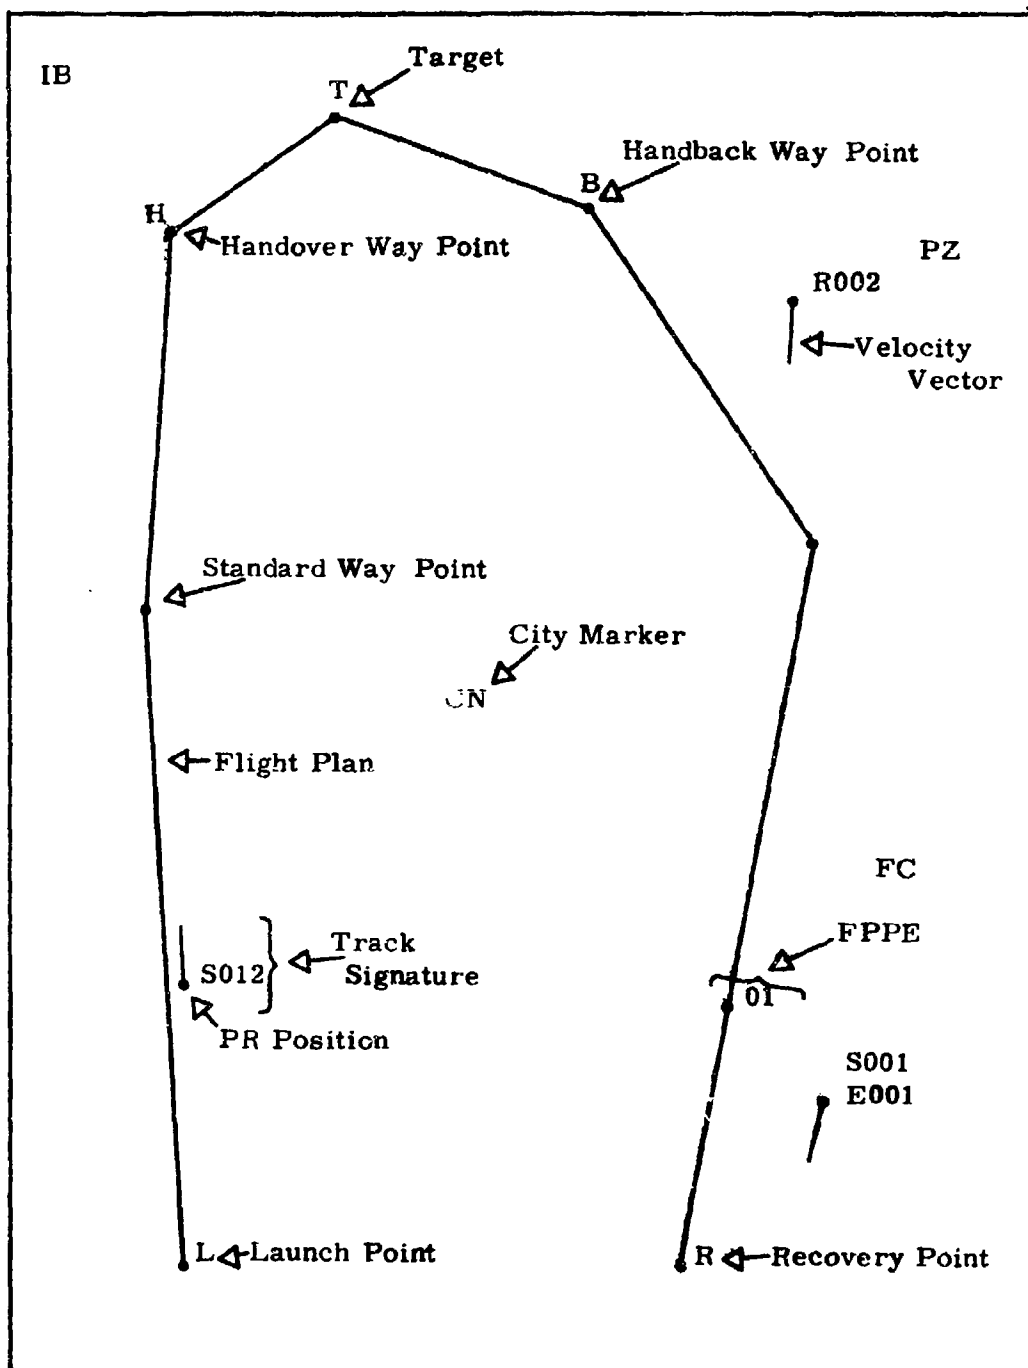 IB
Target
T
Handback Way Point
B
H
Handover Way Point
PZ
R002
Velocity
Vector
Standard Way Point
City Marker
Flight Plan
FC
FPPE
Track
Signature
S012
01
PR Position
S001
E001
L
Launch Point
R
Recovery Point